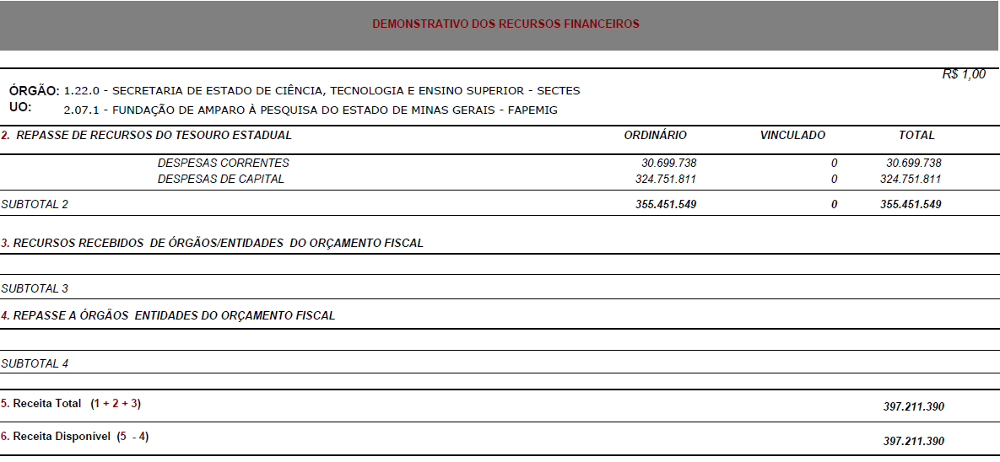 DEMONSTRATIVO DOS RECURSOS FINANCEIROS
R$ 1,00
ÓRGÃO: 1.22.0 - SECRETARIA DE ESTADO DE CIÊNCIA, TECNOLOGIA E ENSINO SUPERIOR - SECTES
UO: 2.07.1 - FUNDAÇÃO DE AMPARO À PESQUISA DO ESTADO DE MINAS GERAIS - FAPEMIG
2. REPASSE DE RECURSOS DO TESOURO ESTADUAL ORDINÁRIO VINCULADO TOTAL
DESPESAS CORRENTES 30.699.738 0 30.699.738
DESPESAS DE CAPITAL 324.751.811 0 324.751.811
SUBTOTAL 2 355.451.549 0 355.451.549
3. RECURSOS RECEBIDOS DE ÓRGÃOS/ENTIDADES DO ORÇAMENTO FISCAL
SUBTOTAL 3
4. REPASSE A ÓRGÃOS ENTIDADES DO ORÇAMENTO FISCAL
SUBTOTAL 4
5. Receita Total (1 + 2 + 3) 397.211.390
6. Receita Disponível (5 - 4) 397.211.390